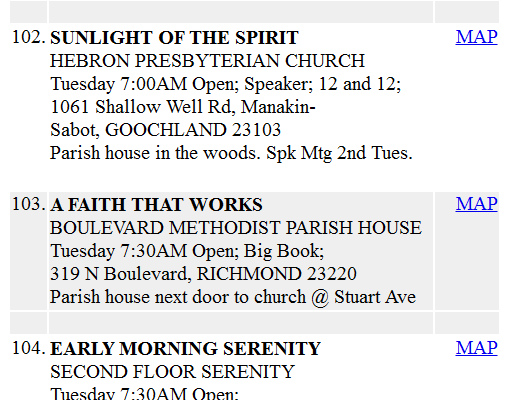 102. SUNLIGHT OF THE SPIRIT MAP
HEBRON PRESBYTERIAN CHURCH
Tuesday 7:00AM Open; Speaker; 12 and 12;
1061 Shallow Well Rd, Manakin-
Sabot, GOOCHLAND 23103
Parish house in the woods. Spk Mtg 2nd Tues.
103. A FAITH THAT WORKS MAP
BOULEVARD METHODIST PARISH HOUSE
Tuesday 7:30AM Open; Big Book;
319 N Boulevard, RICHMOND 23220
Parish house next door to church @ Stuart Ave
104. EARLY MORNING SERENITY MAP
SECOND FLOOR SERENITY
Tuesday 7:30AM Open;